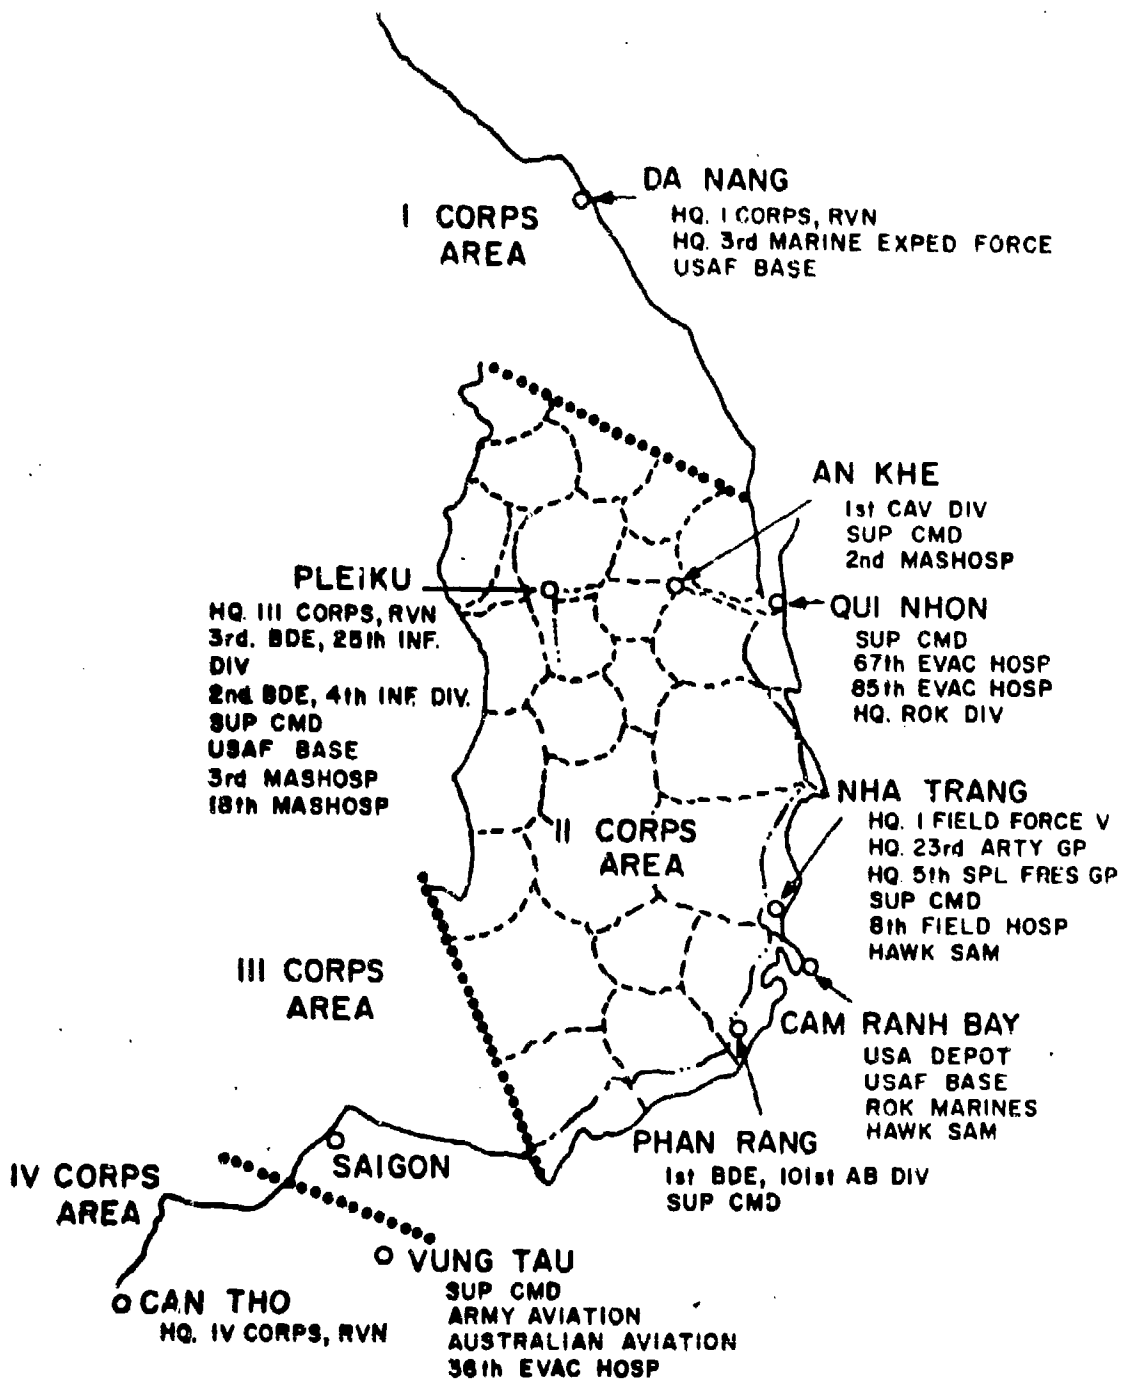 DA NANG
HQ. I CORPS, RVN
HQ. 3rd MARINE EXPED FORCE
USAF BASE
I CORPS
AREA
AN KHE
1st CAV DIV
SUP CMD
2nd MASHOSP
PLEIKU
HQ. III CORPS, RVN
3rd. BDE, 25th INF.
DIV
2nd BDE, 4th INF. DIV.
SUP CMD
USAF BASE
3rd MASHOSP
18th MASHOSP
QUI NHON
SUP CMD
67th EVAC HOSP
85th EVAC HOSP
HQ. ROK DIV
NHA TRANG
HQ. I FIELD FORCE V
HQ. 23rd ARTY GP
HQ. 5th SPL FRES GP
SUP CMD
8th FIELD HOSP
HAWK SAM
II CORPS
AREA
III CORPS
AREA
CAM RANH BAY
USA DEPOT
USAF BASE
ROK MARINES
HAWK SAM
PHAN RANG
1st BDE, 101st AB DIV
SUP CMD
SAIGON
IV CORPS
AREA
VUNG TAU
SUP CMD
ARMY AVIATION
AUSTRALIAN AVIATION
36th EVAC HOSP
CAN THO
HQ. IV CORPS, RVN